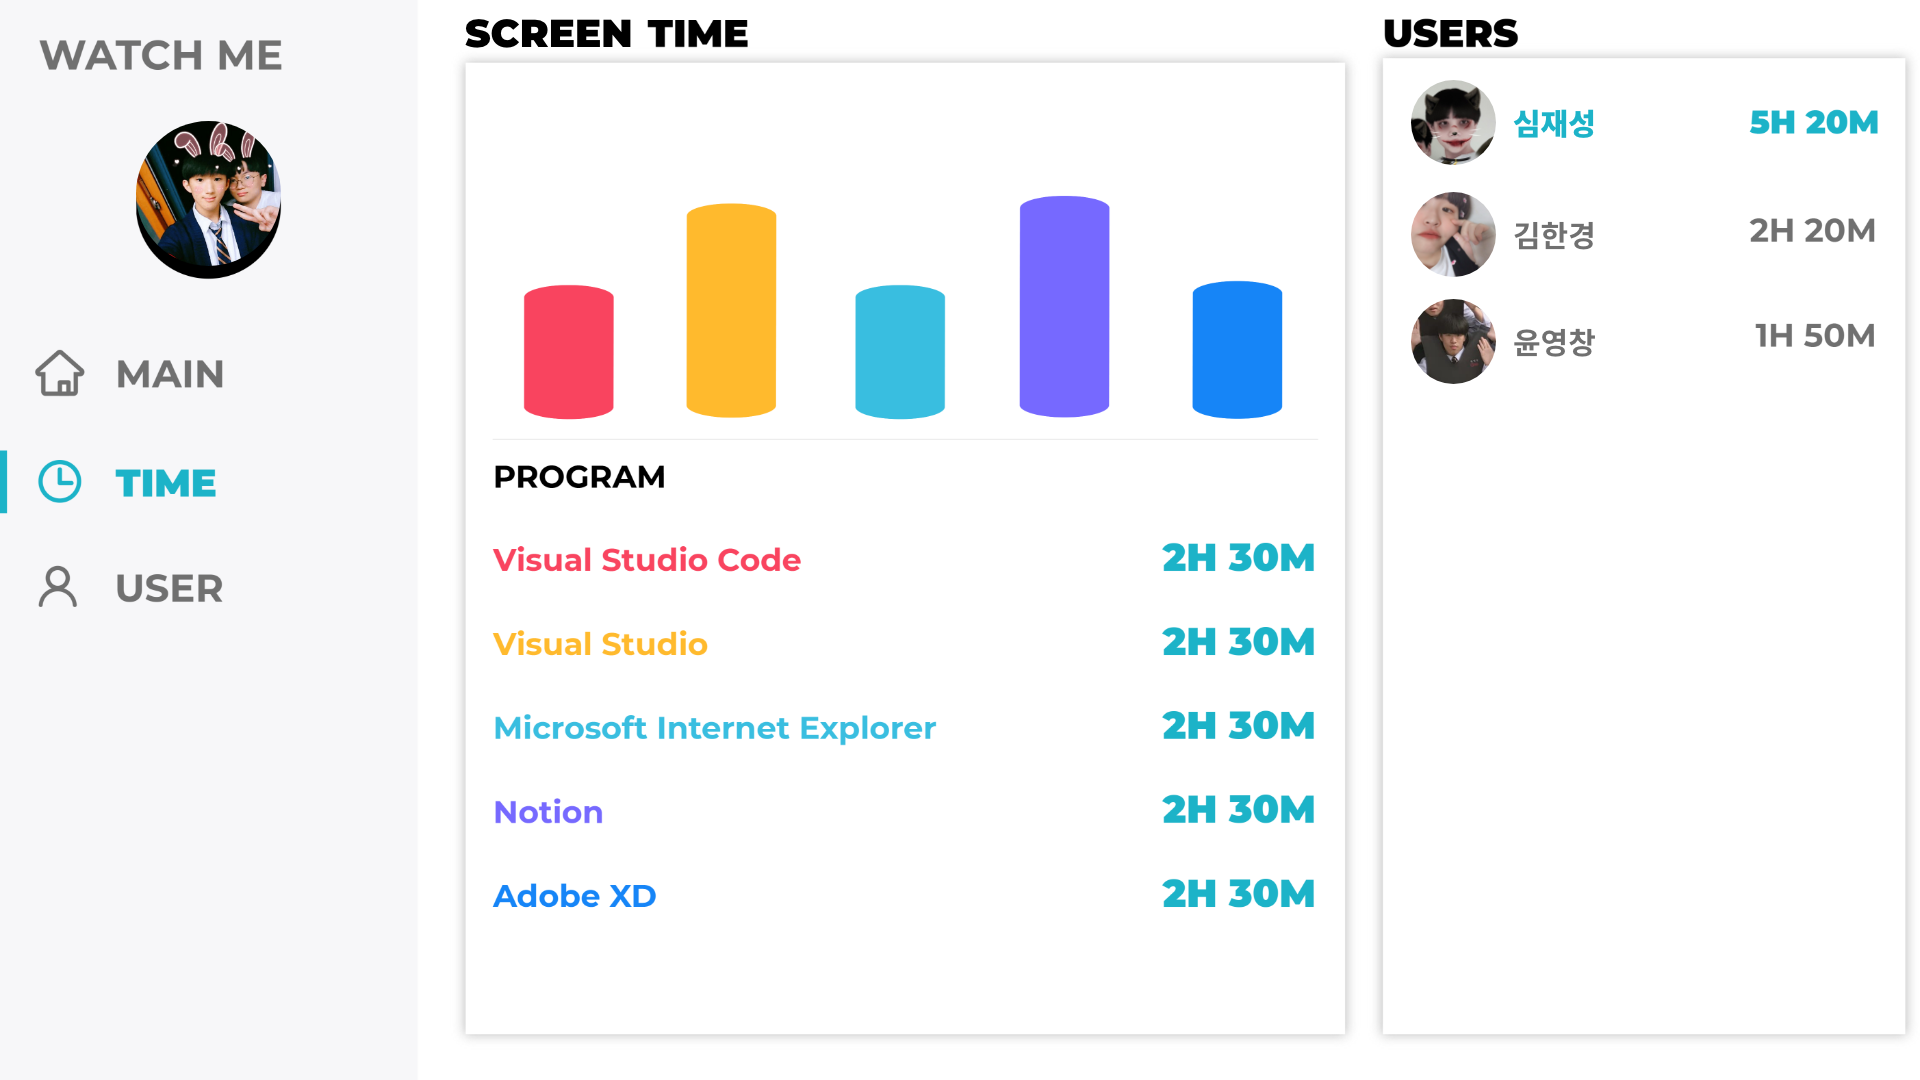 WATCH ME
MAIN
TIME
USER
SCREEN TIME
PROGRAM
Visual Studio Code 2H 30M
Visual Studio 2H 30M
Microsoft Internet Explorer 2H 30M
Notion 2H 30M
Adobe XD 2H 30M
USERS
심재성 5H 20M
김한경 2H 20M
윤영창 1H 50M